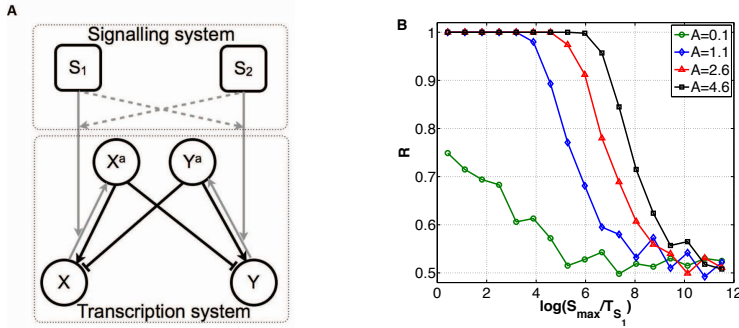 A
Signalling system
S1
S2
Xa
Ya
X
Y
Transcription system
B
A=0.1
A=1.1
A=2.6
A=4.6
1
0.9
0.8
0.7
0.6
0.5
R
0
2
4
6
8
10
12
log(Smax/TS1)